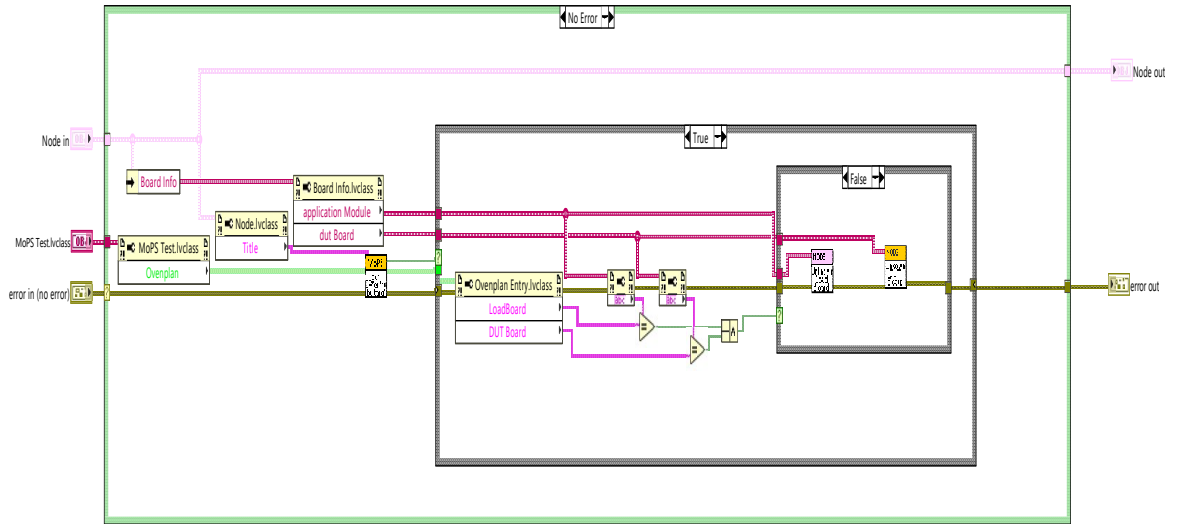 No Error
Node out
Node in
True
Board Info
Board Info.lvclass
application Module
dut Board
False
Node.lvclass
Title
MoPS Test.lvclass
MoPS Test.lvclass
Ovenplan
error in (no error)
Ovenplan Entry.lvclass
LoadBoard
DUT Board
error out